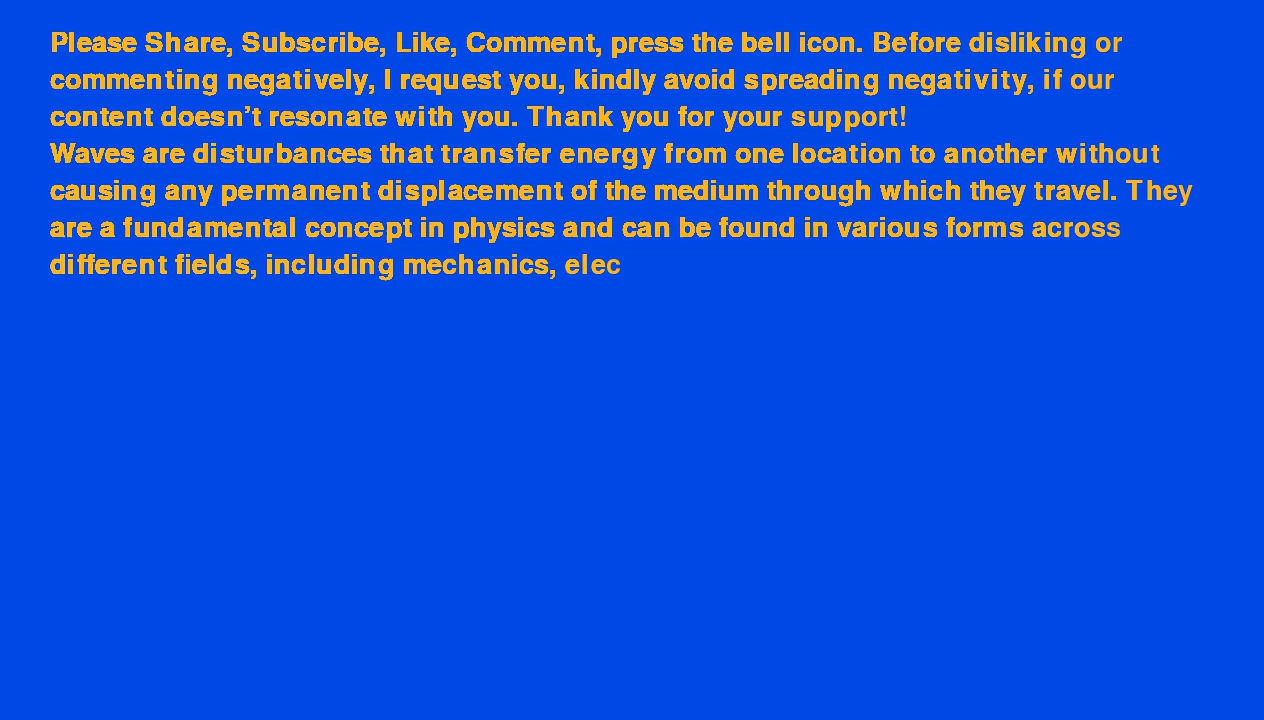 Please Share, Subscribe, Like, Comment, press the bell icon. Before disliking or
commenting negatively, I request you, kindly avoid spreading negativity, if our
content doesn’t resonate with you. Thank you for your support!
Waves are disturbances that transfer energy from one location to another without
causing any permanent displacement of the medium through which they travel. They
are a fundamental concept in physics and can be found in various forms across
different fields, including mechanics, elec